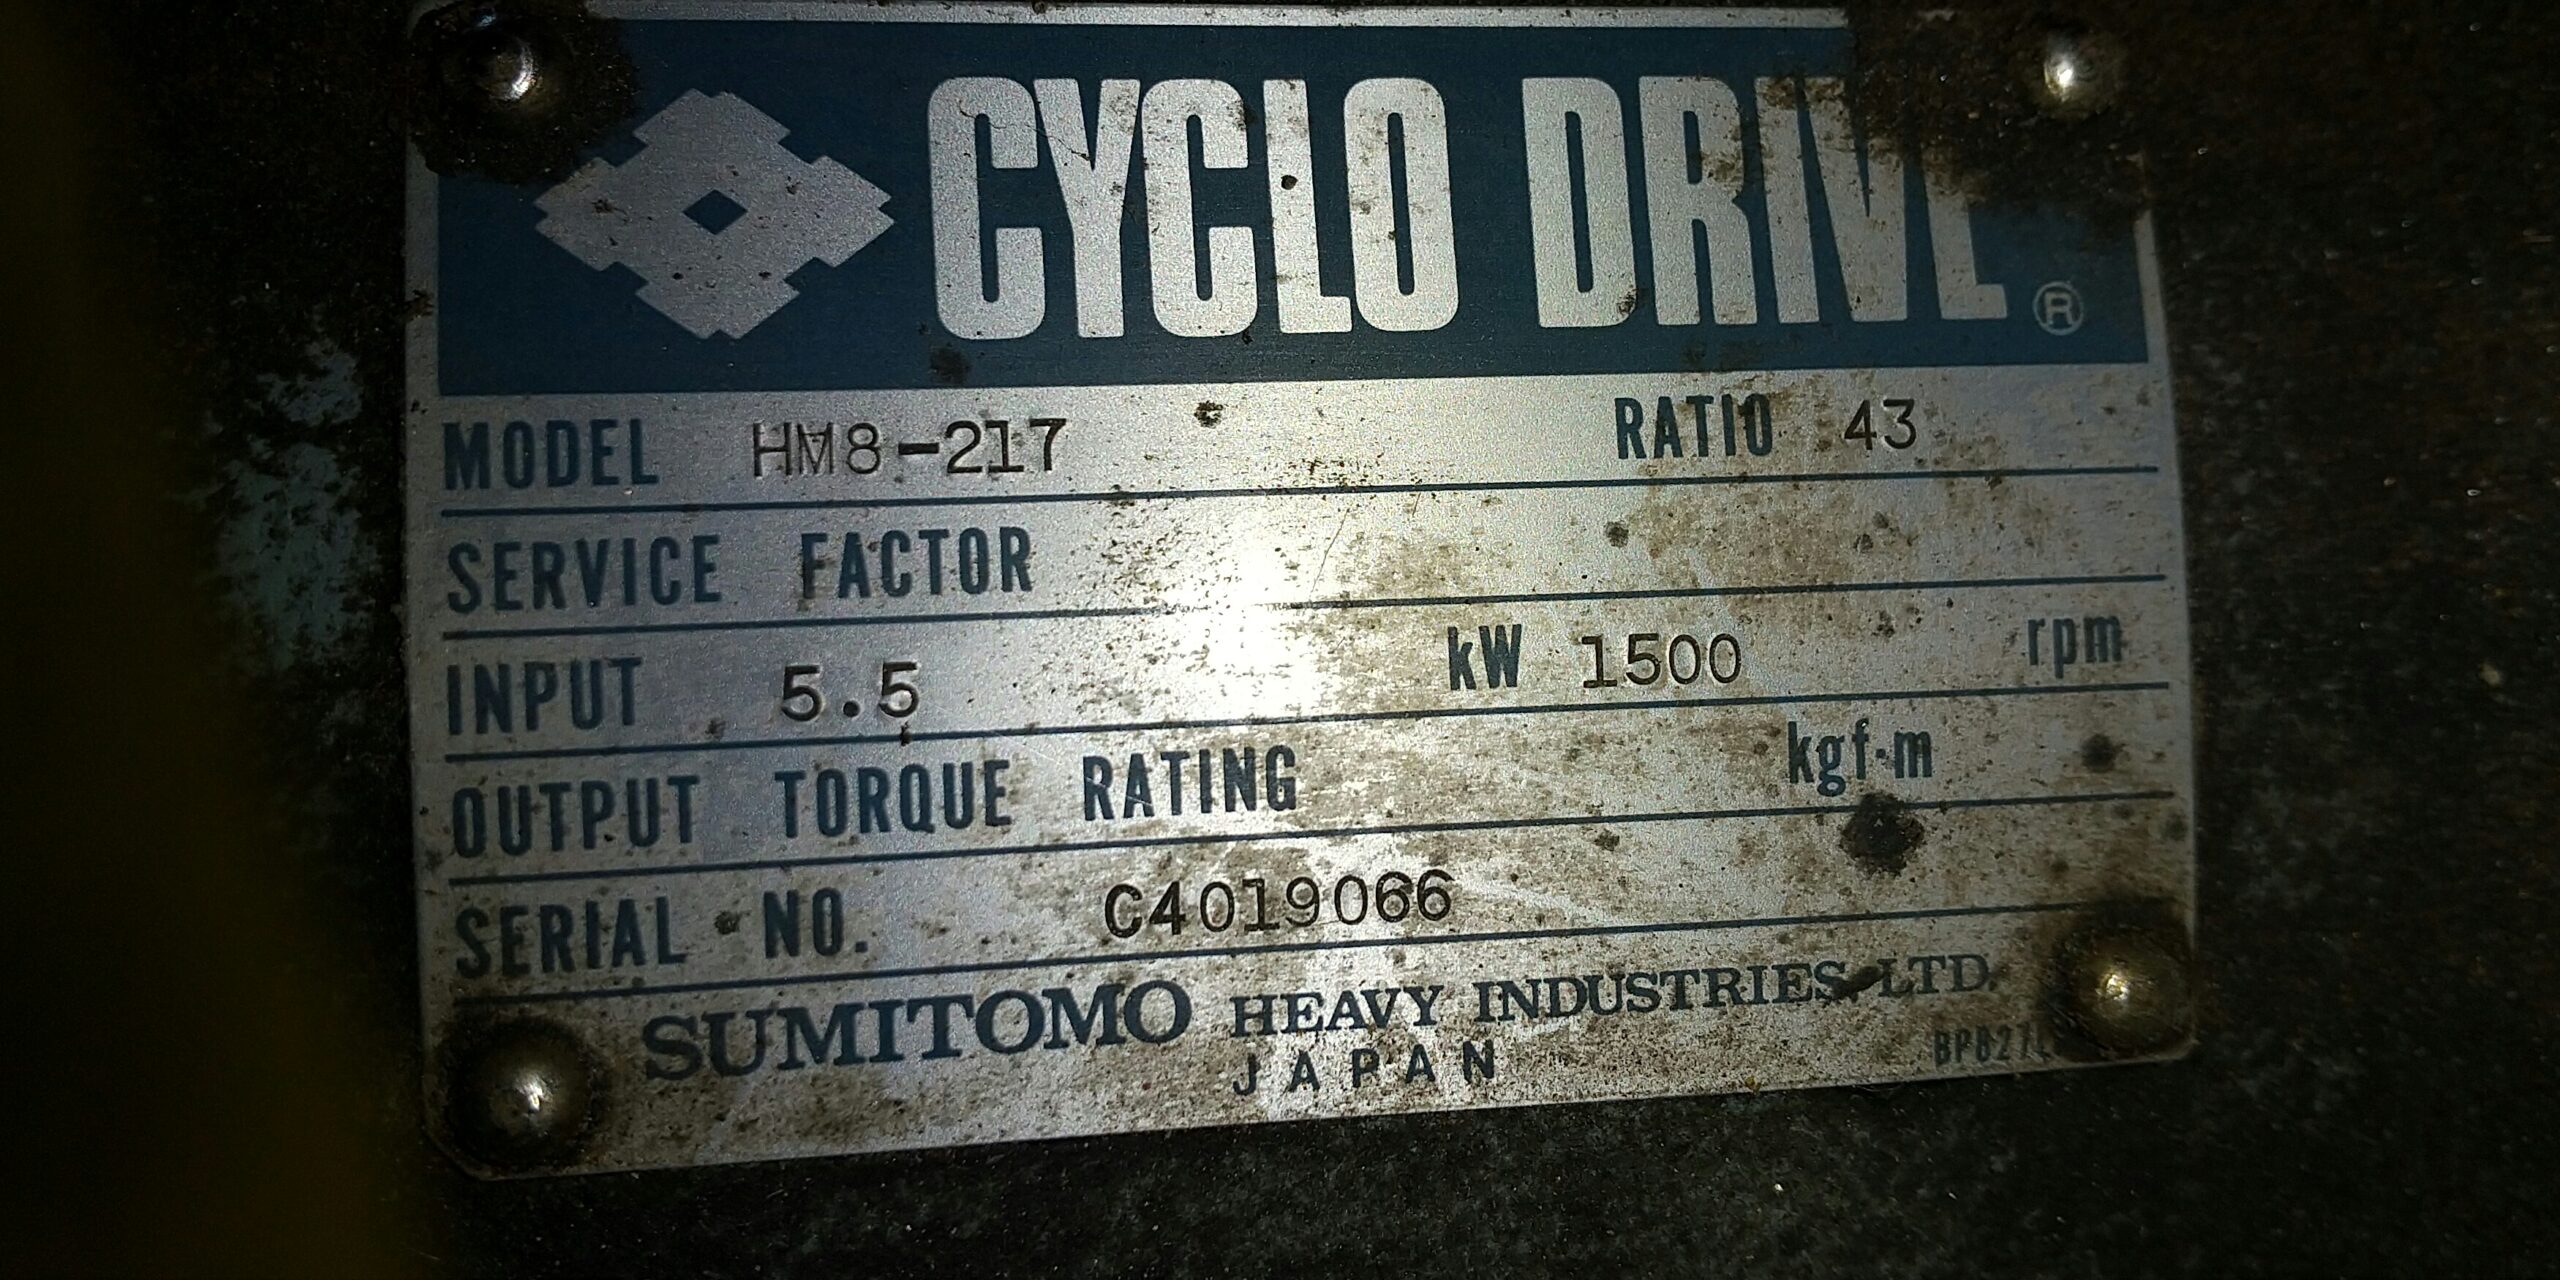 CYCLO DRIVE ®
MODEL HM8-217 RATIO 43
SERVICE FACTOR
INPUT 5.5 kW 1500 rpm
OUTPUT TORQUE RATING kgf·m
SERIAL NO. C4019066
SUMITOMO HEAVY INDUSTRIES, LTD.
JAPAN